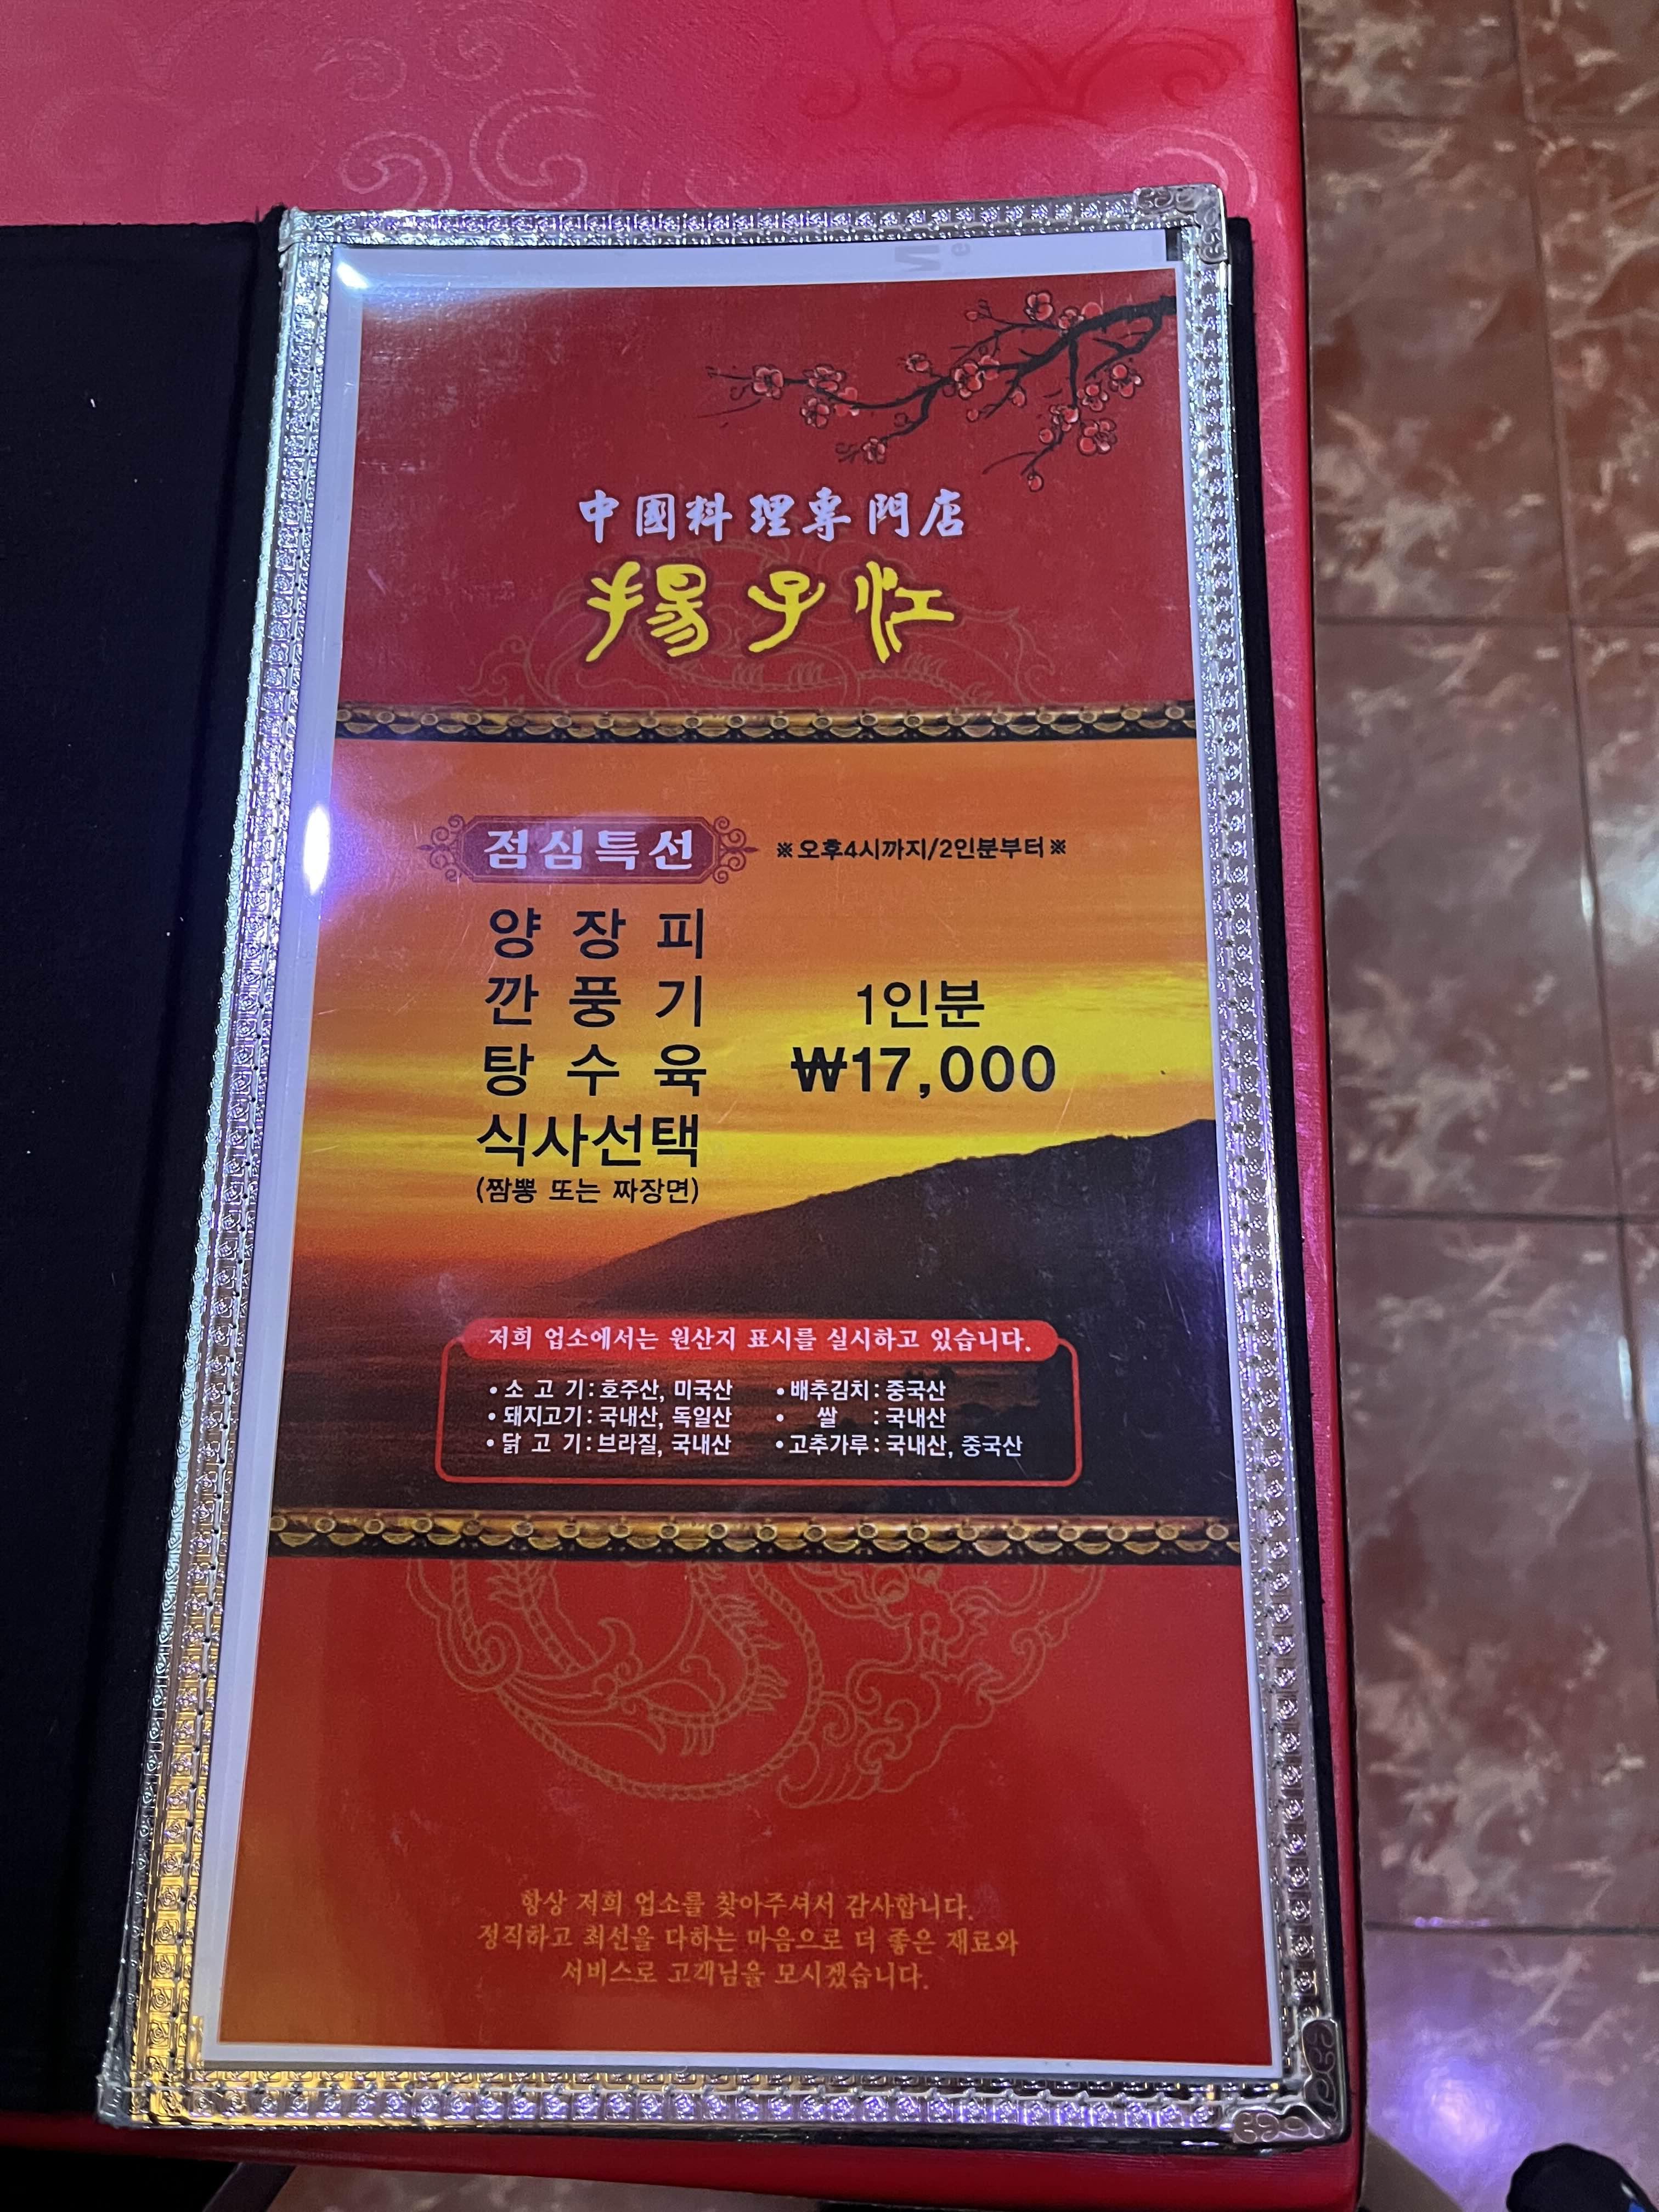 中國料理專門店
揚子江
점심특선 ※오후4시까지/2인분부터※
양장피
깐풍기
탕수육
식사선택
(짬뽕 또는 짜장면)
1인분
₩17,000
저희 업소에서는 원산지 표시를 실시하고 있습니다.
• 소고기 : 호주산, 미국산
• 돼지고기 : 국내산, 독일산
• 닭고기 : 브라질, 국내산
• 배추김치 : 중국산
• 쌀 : 국내산
• 고추가루 : 국내산, 중국산
항상 저희 업소를 찾아주셔서 감사합니다.
정직하고 최선을 다하는 마음으로 더 좋은 재료와
서비스로 고객님을 모시겠습니다.